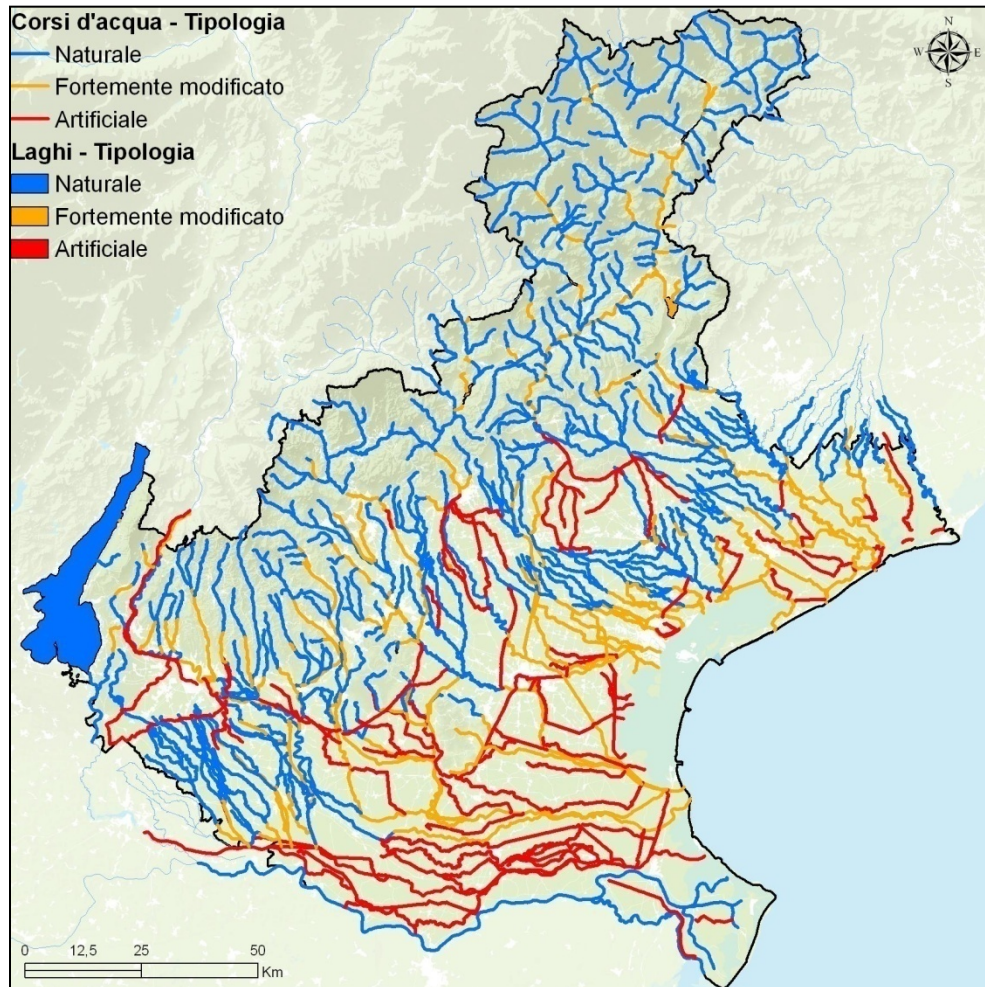 Corsi d'acqua - Tipologia
Naturale
Fortemente modificato
Artificiale
Laghi - Tipologia
Naturale
Fortemente modificato
Artificiale
N
W E
S
0 12,5 25 50
Km